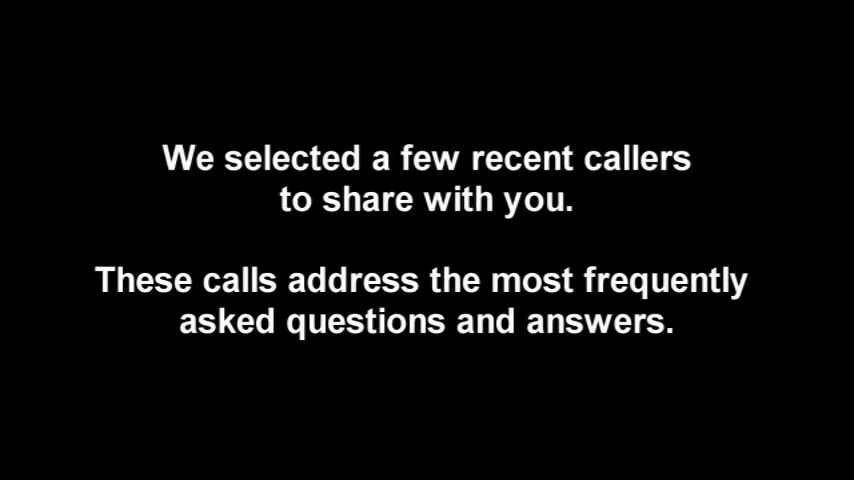 We selected a few recent callers
to share with you.
These calls address the most frequently
asked questions and answers.